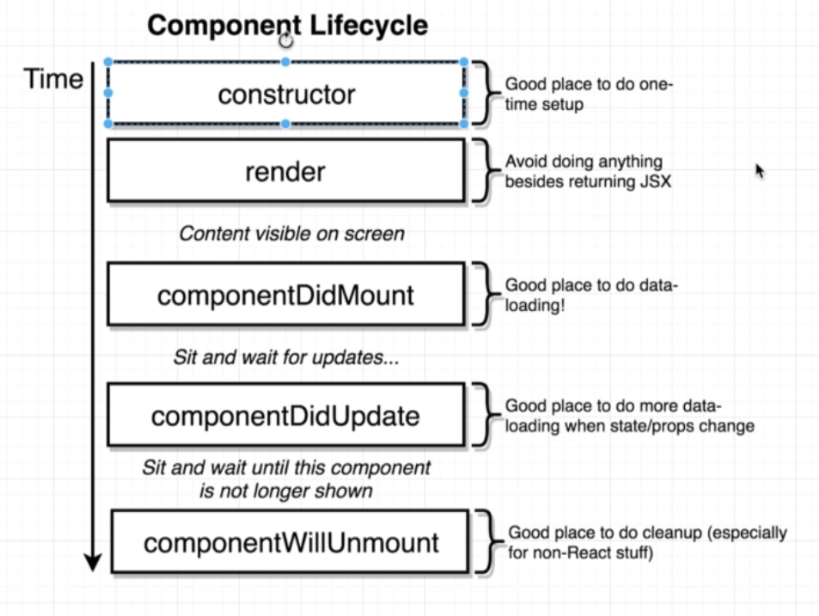 Component Lifecycle
Time
constructor
Good place to do one-
time setup
render
Avoid doing anything
besides returning JSX
Content visible on screen
componentDidMount
Good place to do data-
loading!
Sit and wait for updates...
componentDidUpdate
Good place to do more data-
loading when state/props change
Sit and wait until this component
is not longer shown
componentWillUnmount
Good place to do cleanup (especially
for non-React stuff)